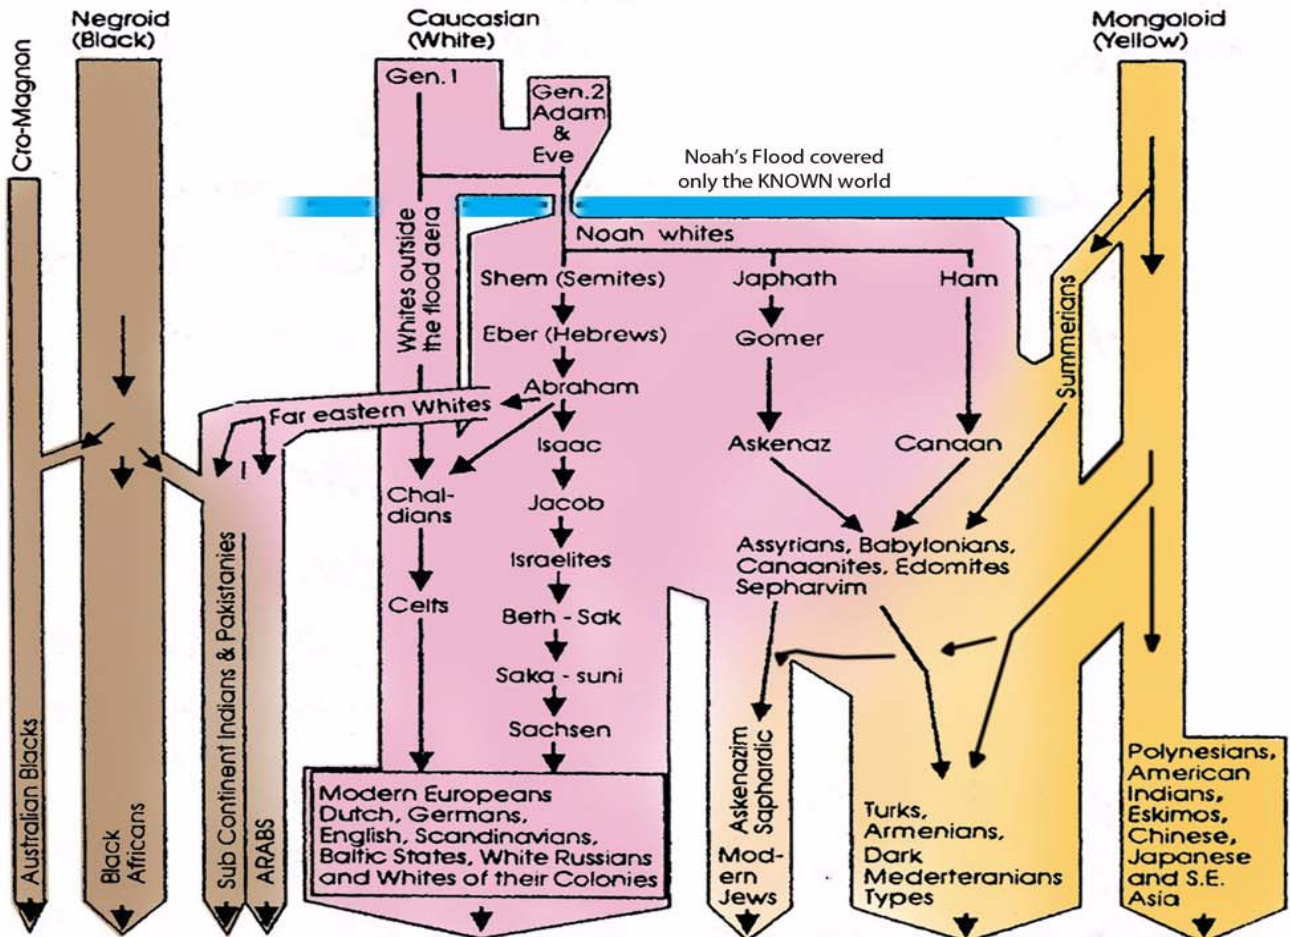 Negroid
(Black)
Caucasian
(White)
Mongoloid
(Yellow)
Cro-Magnon
Gen.1
Gen.2
Adam
&
Eve
Noah's Flood covered
only the KNOWN world
Whites outside
the flood aera
Noah whites
Shem (Semites)
Japhath
Ham
Eber (Hebrews)
Gomer
Summerians
Abraham
Far eastern Whites
Isaac
Askenaz
Canaan
Chal-
dians
Jacob
Israelites
Assyrians, Babylonians,
Canaanites, Edomites
Sepharvim
Celts
Beth - Sak
Saka - suni
Sachsen
Australian Blacks
Black
Africans
Sub Continent Indians & Pakistanies
ARABS
Modern Europeans
Dutch, Germans,
English, Scandinavians,
Baltic States, White Russians
and Whites of their Colonies
Askenazim
Saphardic
Mod-
ern
Jews
Turks,
Armenians,
Dark
Mederteranians
Types
Polynesians,
American
Indians,
Eskimos,
Chinese,
Japanese
and S.E.
Asia